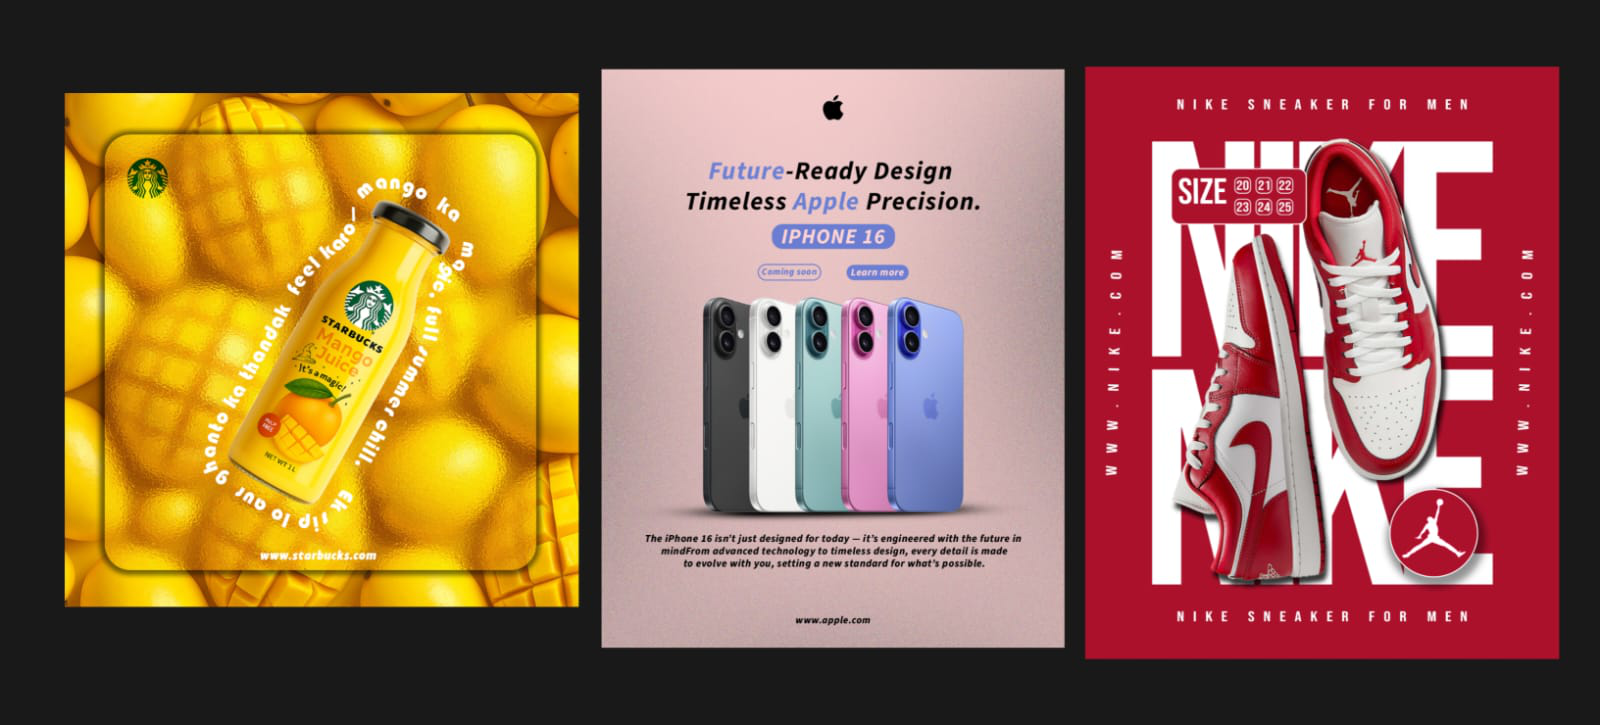 Ek sip lo aur 9
hanto ka thandak feel karo—
mango ka
magic, full summer chill.
STARBUCKS
Mango
Juice
It's a magic!
PULP
FREE
NET WT 1 L
www.starbucks.com
Future-Ready Design
Timeless Apple Precision.
IPHONE 16
Coming soon
Learn more
The iPhone 16 isn't just designed for today — it's engineered with the future in
mindFrom advanced technology to timeless design, every detail is made
to evolve with you, setting a new standard for what's possible.
www.apple.com
NIKE SNEAKER FOR MEN
NIKE
SIZE
20 21 22
23 24 25
WWW.NIKE.COM
WWW.NIKE.COM
NIKE
NIKE SNEAKER FOR MEN